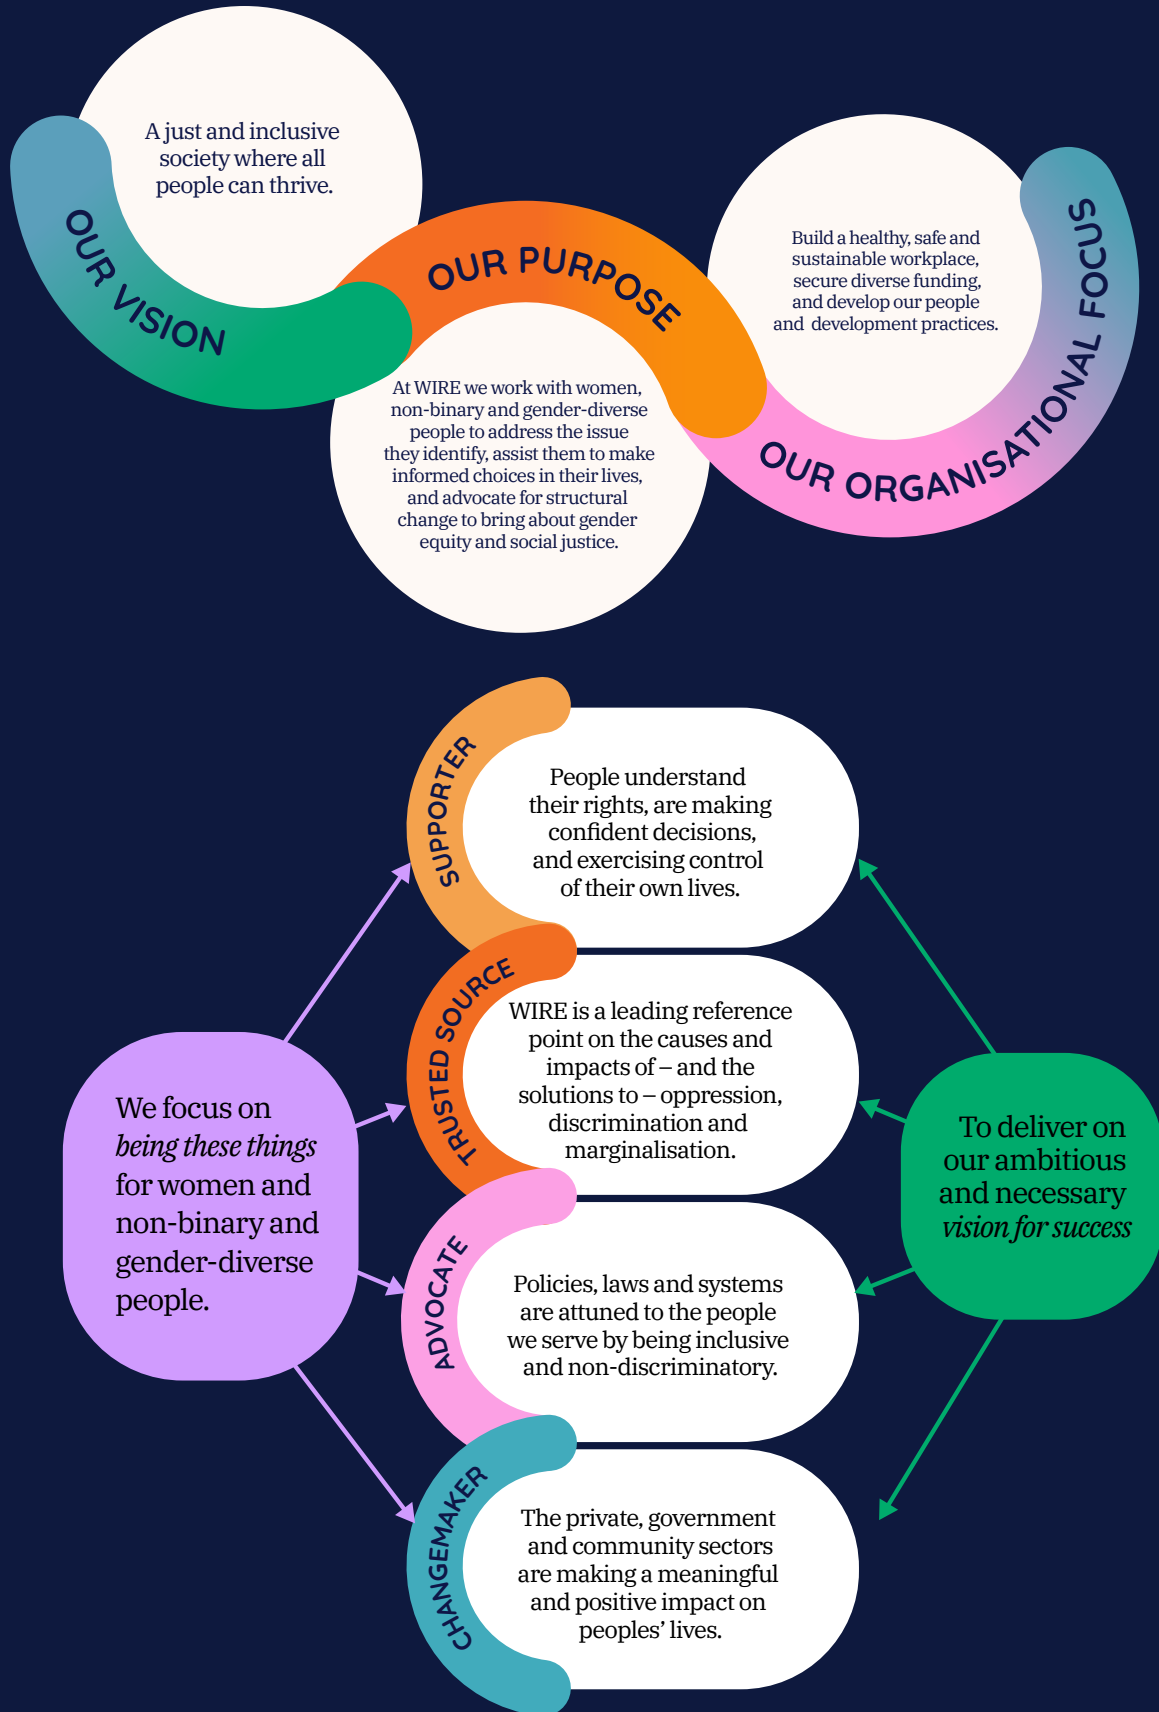 OUR VISION
A just and inclusive
society where all
people can thrive.
OUR PURPOSE
At WIRE we work with women,
non-binary and gender-diverse
people to address the issue
they identify, assist them to make
informed choices in their lives,
and advocate for structural
change to bring about gender
equity and social justice.
OUR ORGANISATIONAL FOCUS
Build a healthy, safe and
sustainable workplace,
secure diverse funding,
and develop our people
and development practices.
We focus on
being these things
for women and
non-binary and
gender-diverse
people.
SUPPORTER
People understand
their rights, are making
confident decisions,
and exercising control
of their own lives.
TRUSTED SOURCE
WIRE is a leading reference
point on the causes and
impacts of – and the
solutions to – oppression,
discrimination and
marginalisation.
ADVOCATE
Policies, laws and systems
are attuned to the people
we serve by being inclusive
and non-discriminatory.
CHANGEMAKER
The private, government
and community sectors
are making a meaningful
and positive impact on
peoples’ lives.
To deliver on
our ambitious
and necessary
vision for success